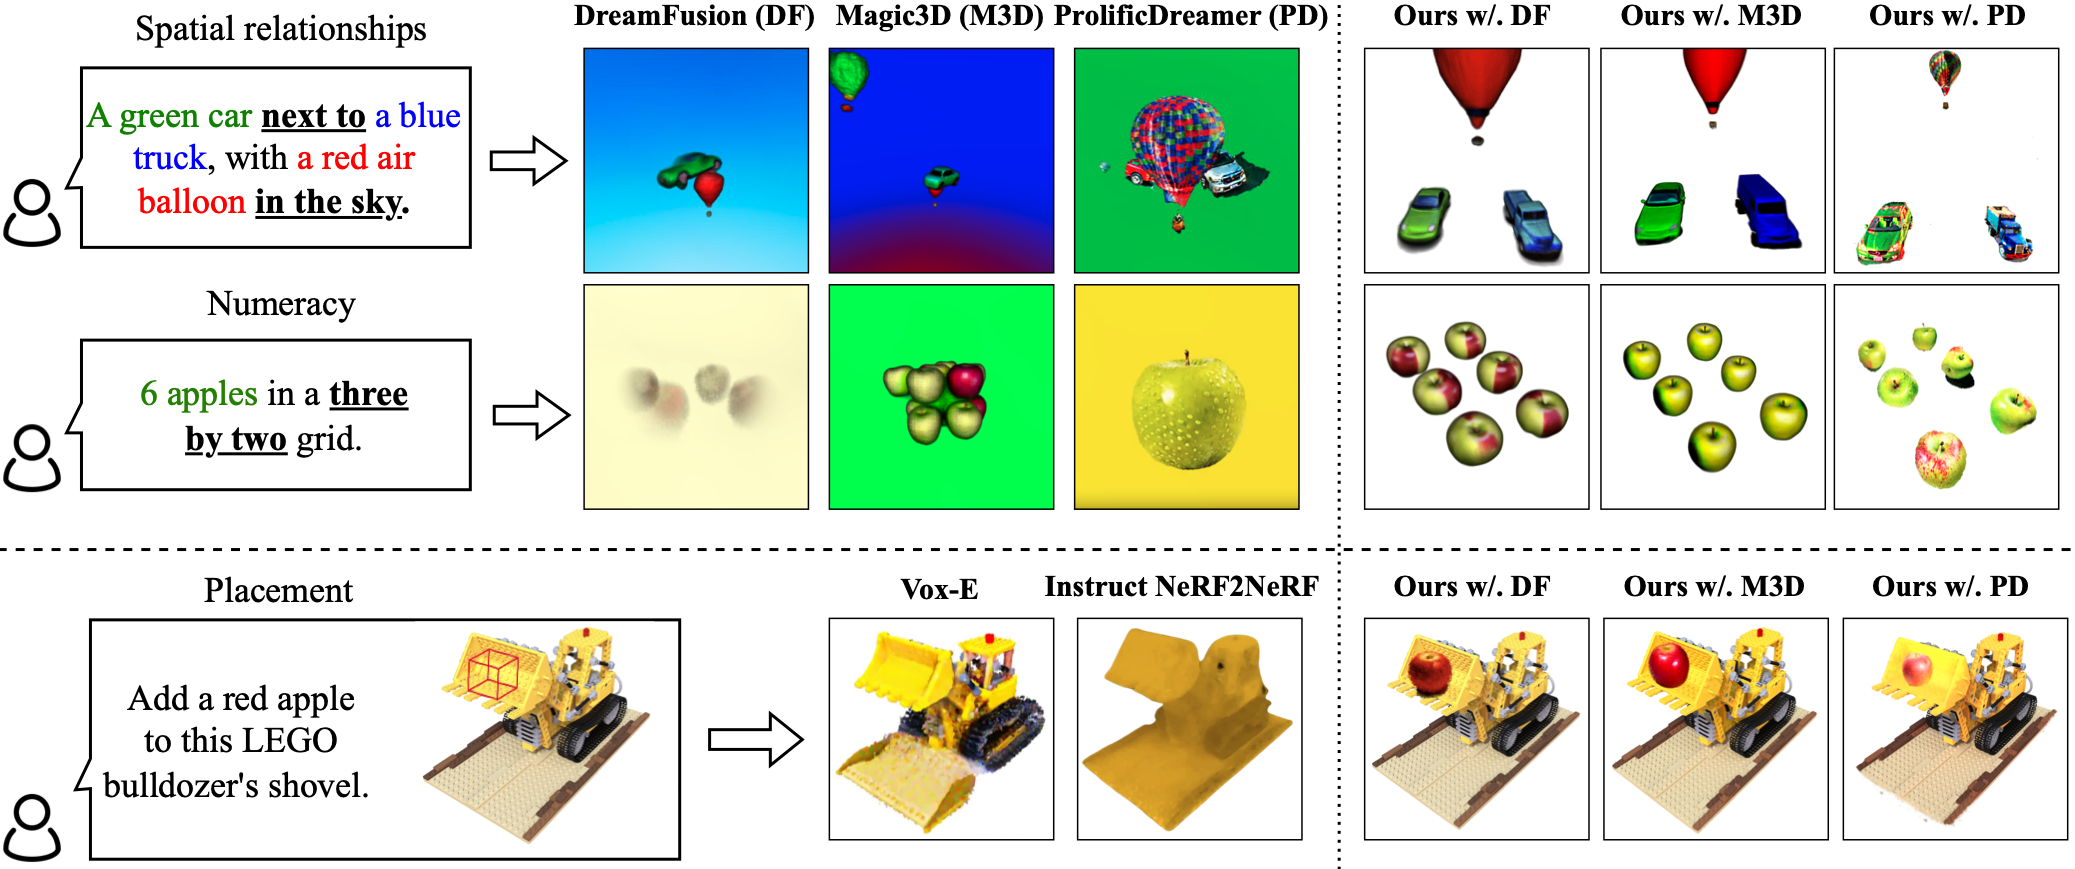 Spatial relationships
A green car next to a blue
truck, with a red air
balloon in the sky.
DreamFusion (DF)
Magic3D (M3D)
ProlificDreamer (PD)
Ours w/. DF
Ours w/. M3D
Ours w/. PD
Numeracy
6 apples in a three
by two grid.
Placement
Add a red apple
to this LEGO
bulldozer's shovel.
Vox-E
Instruct NeRF2NeRF
Ours w/. DF
Ours w/. M3D
Ours w/. PD